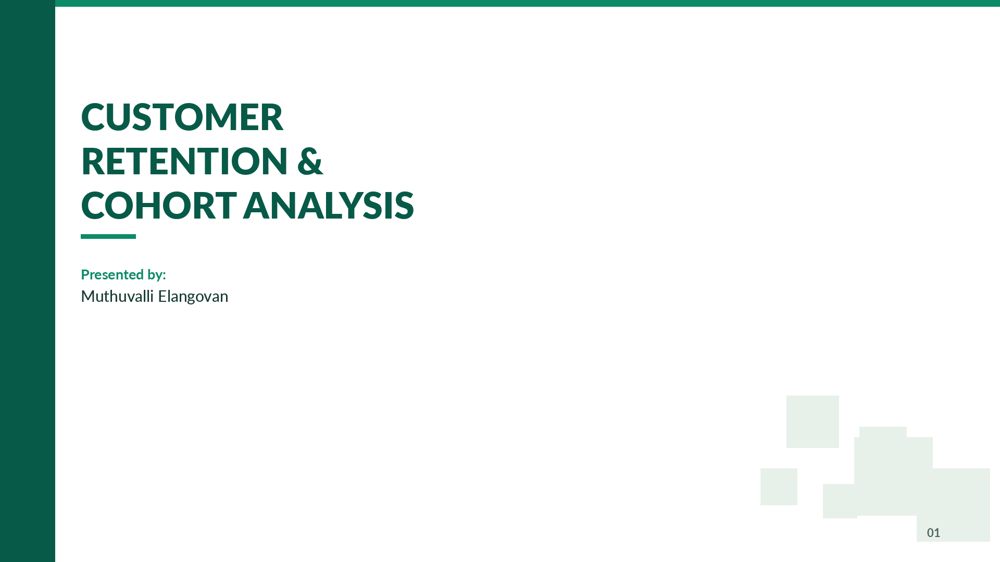 CUSTOMER
RETENTION &
COHORT ANALYSIS
Presented by:
Muthuvalli Elangovan
01